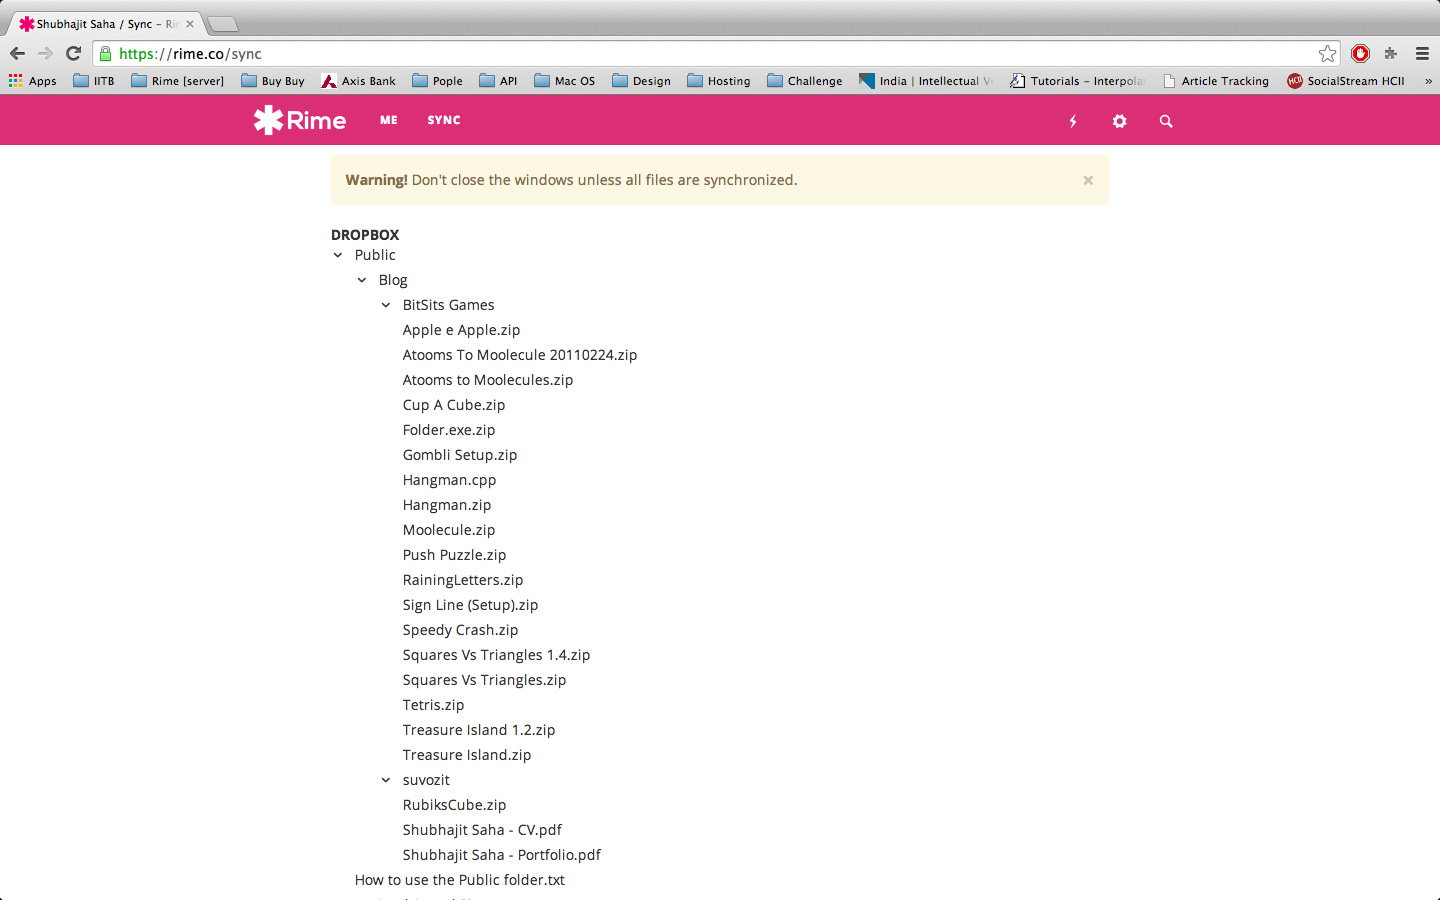 Shubhajit Saha / Sync – Ri
https://rime.co/sync
Apps IITB Rime [server] Buy Buy Axis Bank Pople API Mac OS Design Hosting Challenge India | Intellectual V Tutorials – Interpola Article Tracking HCII SocialStream HCII »
Rime ME SYNC
Warning! Don't close the windows unless all files are synchronized. ×
DROPBOX
Public
Blog
BitSits Games
Apple e Apple.zip
Atooms To Moolecule 20110224.zip
Atooms to Moolecules.zip
Cup A Cube.zip
Folder.exe.zip
Gombli Setup.zip
Hangman.cpp
Hangman.zip
Moolecule.zip
Push Puzzle.zip
RainingLetters.zip
Sign Line (Setup).zip
Speedy Crash.zip
Squares Vs Triangles 1.4.zip
Squares Vs Triangles.zip
Tetris.zip
Treasure Island 1.2.zip
Treasure Island.zip
suvozit
RubiksCube.zip
Shubhajit Saha - CV.pdf
Shubhajit Saha - Portfolio.pdf
How to use the Public folder.txt